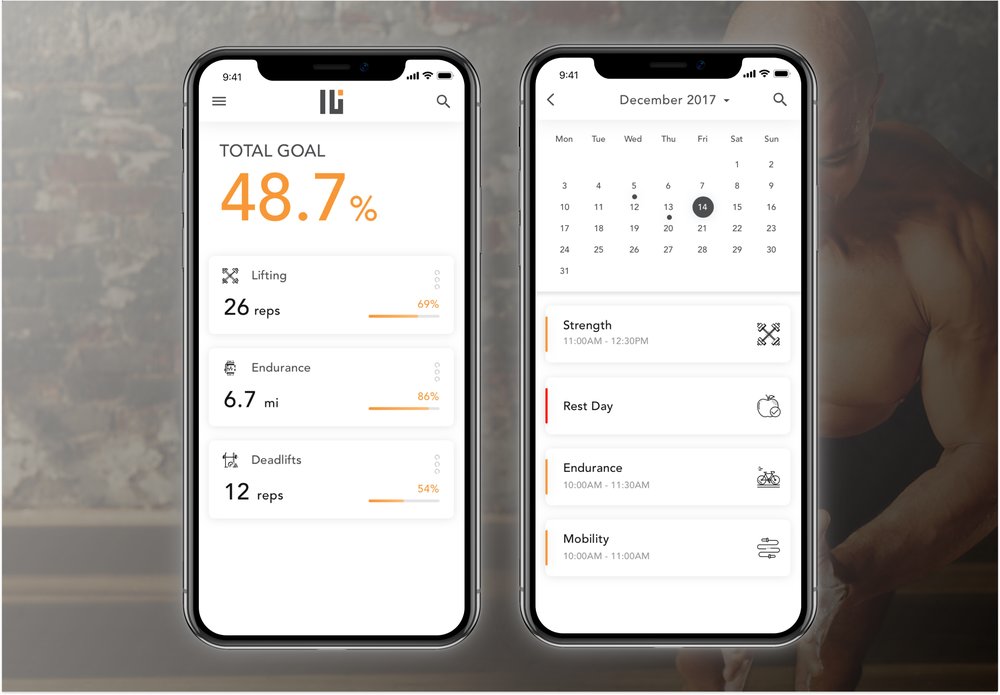 9:41
TOTAL GOAL
48.7%
Lifting
26 reps
69%
Endurance
6.7 mi
86%
Deadlifts
12 reps
54%
9:41
December 2017
Mon Tue Wed Thu Fri Sat Sun
1 2
3 4 5 6 7 8 9
10 11 12 13 14 15 16
17 18 19 20 21 22 23
24 25 26 27 28 29 30
31
Strength
11:00AM - 12:30PM
Rest Day
Endurance
10:00AM - 11:30AM
Mobility
10:00AM - 11:00AM